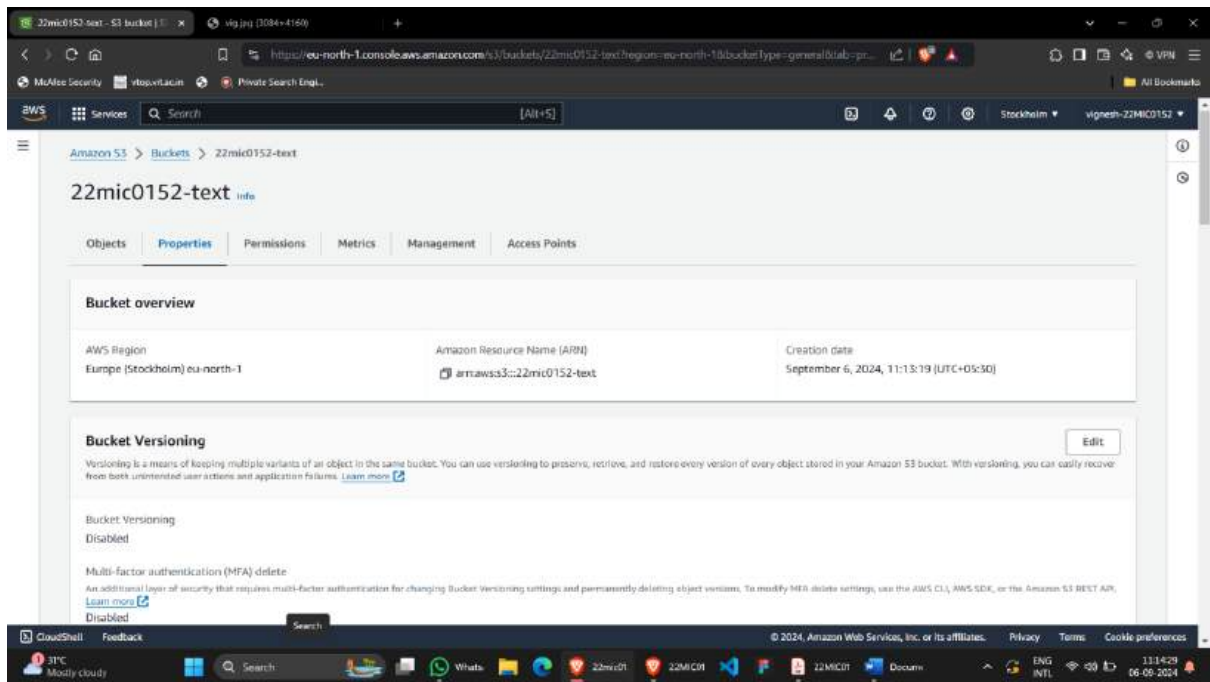 22mic0152-text - S3 bucket |
vig.jpg (3084×4160)
https://eu-north-1.console.aws.amazon.com/s3/buckets/22mic0152-text?region=eu-north-1&bucketType=general&tab=pr...
VPN
McAfee Security
vtop.vit.ac.in
Private Search Engi...
All Bookmarks
aws
Services
Search
[Alt+S]
Stockholm
vignesh-22MIC0152
Amazon S3 > Buckets > 22mic0152-text
22mic0152-text Info
Objects
Properties
Permissions
Metrics
Management
Access Points
Bucket overview
AWS Region
Europe (Stockholm) eu-north-1
Amazon Resource Name (ARN)
arn:aws:s3:::22mic0152-text
Creation date
September 6, 2024, 11:13:19 (UTC+05:30)
Bucket Versioning
Edit
Versioning is a means of keeping multiple variants of an object in the same bucket. You can use versioning to preserve, retrieve, and restore every version of every object stored in your Amazon S3 bucket. With versioning, you can easily recover
from both unintended user actions and application failures. Learn more
Bucket Versioning
Disabled
Multi-factor authentication (MFA) delete
An additional layer of security that requires multi-factor authentication for changing Bucket Versioning settings and permanently deleting object versions. To modify MFA delete settings, use the AWS CLI, AWS SDK, or the Amazon S3 REST API.
Learn more
Disabled
Search
CloudShell
Feedback
© 2024, Amazon Web Services, Inc. or its affiliates.
Privacy
Terms
Cookie preferences
31°C
Mostly cloudy
Search
Whats
22mic01
22MIC01
22MIC01
Docum
ENG
INTL
11:14:29
06-09-2024